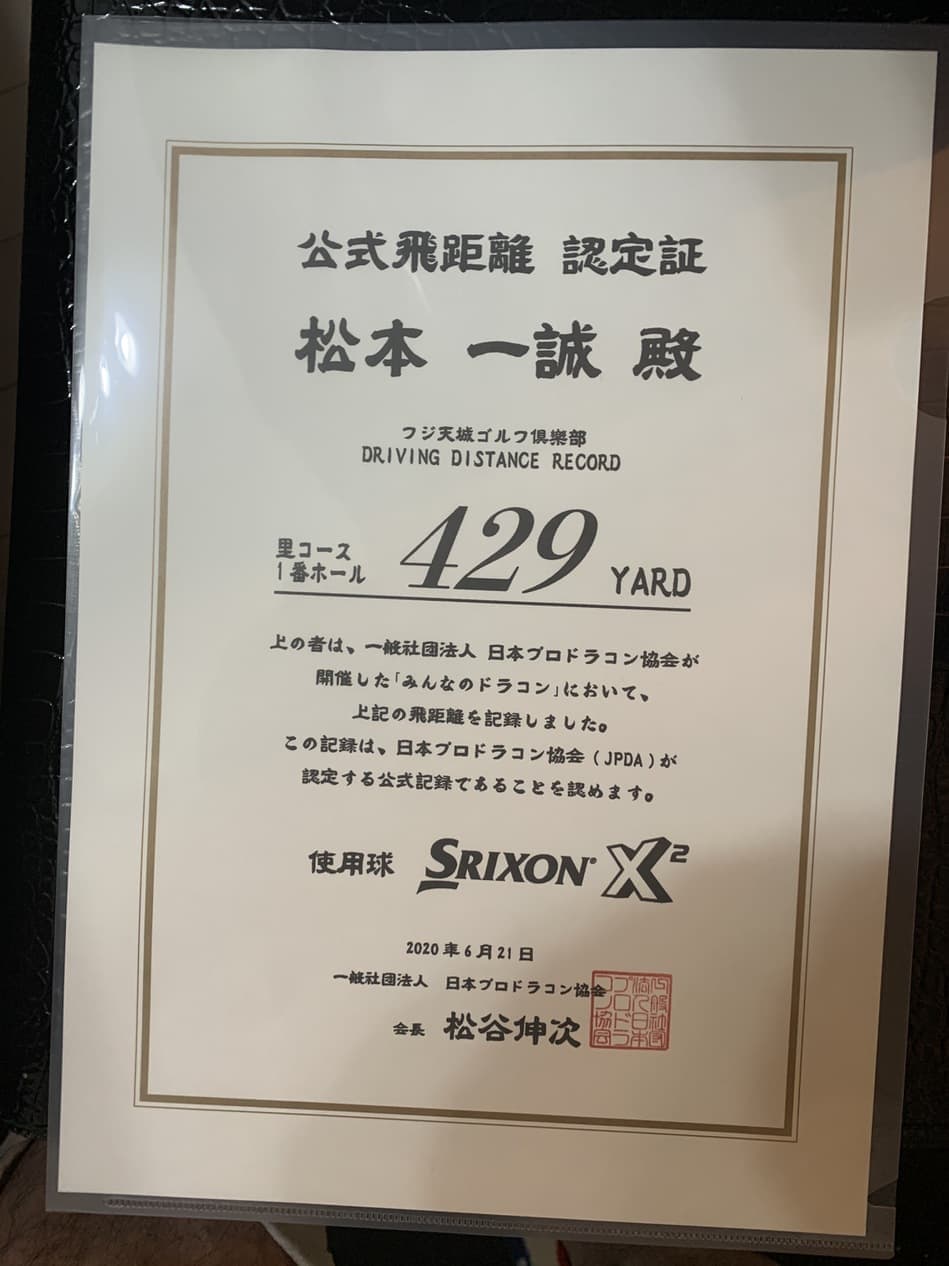 公式飛距離 認定証
松本 一誠 殿
フジ天城ゴルフ倶楽部
DRIVING DISTANCE RECORD
里コース
1番ホール 429 YARD
上の者は、一般社団法人 日本プロドラコン協会が
開催した「みんなのドラコン」において、
上記の飛距離を記録しました。
この記録は、日本プロドラコン協会(JPDA)が
認定する公式記録であることを認めます。
使用球 SRIXON X2
2020年6月21日
一般社団法人 日本プロドラコン協会
会長 松谷伸次